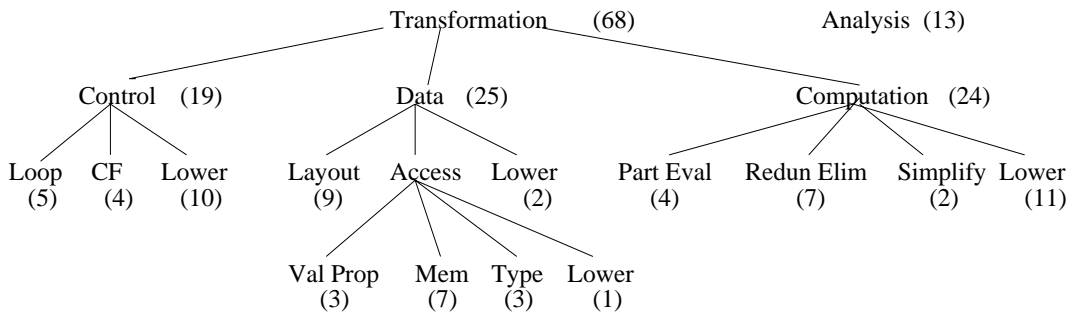 Transformation (68) Analysis (13)
Control (19) Data (25) Computation (24)
Loop CF Lower Layout Access Lower Part Eval Redun Elim Simplify Lower
(5) (4) (10) (9) (2) (4) (7) (2) (11)
Val Prop Mem Type Lower
(3) (7) (3) (1)